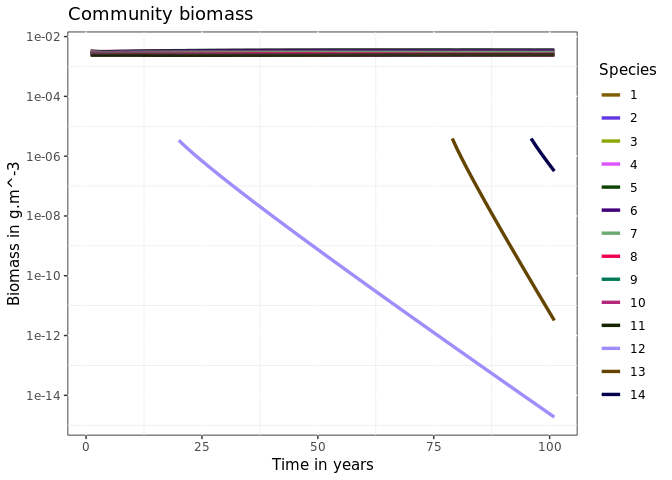 Community biomass
1e-02
1e-04
1e-06
1e-08
1e-10
1e-12
1e-14
Biomass in g.m^-3
0 25 50 75 100
Time in years
Species
1
2
3
4
5
6
7
8
9
10
11
12
13
14